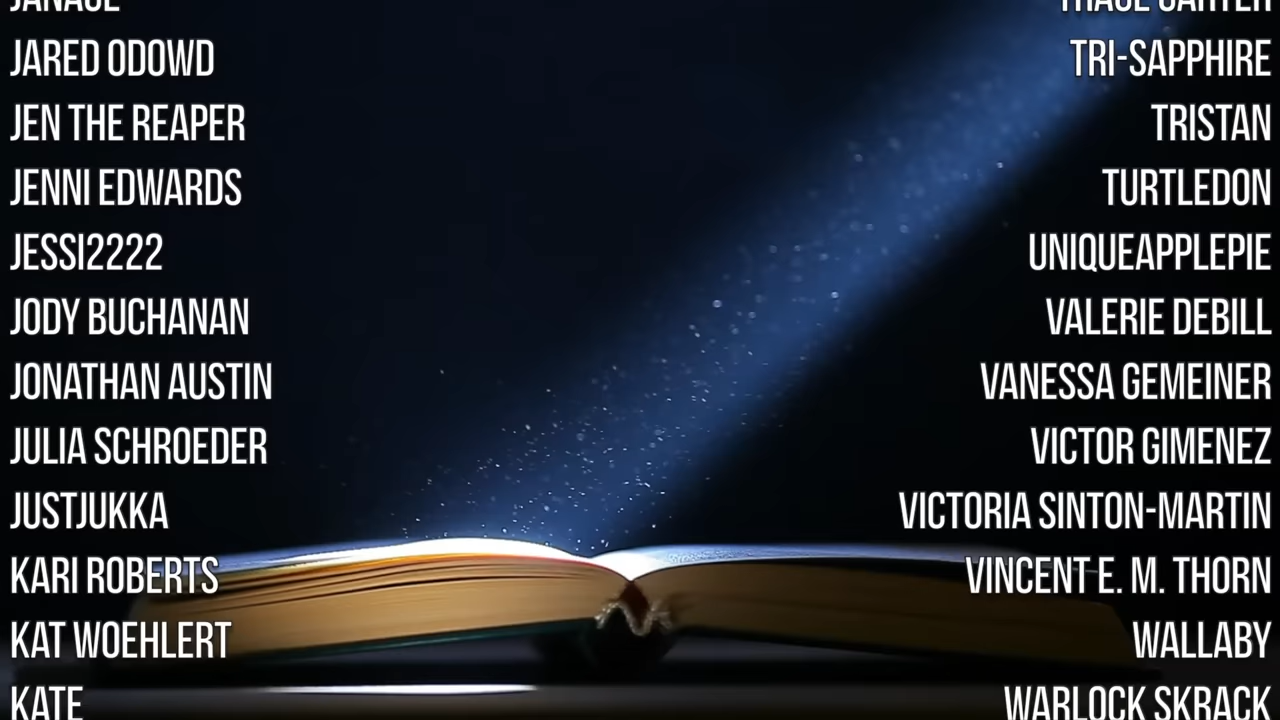 JARED ODOWD
JEN THE REAPER
JENNI EDWARDS
JESSI2222
JODY BUCHANAN
JONATHAN AUSTIN
JULIA SCHROEDER
JUSTJUKKA
KARI ROBERTS
KAT WOEHLERT
KATE
TRI-SAPPHIRE
TRISTAN
TURTLEDON
UNIQUEAPPLEPIE
VALERIE DEBILL
VANESSA GEMEINER
VICTOR GIMENEZ
VICTORIA SINTON-MARTIN
VINCENT E. M. THORN
WALLABY
WARLOCK SKRACK